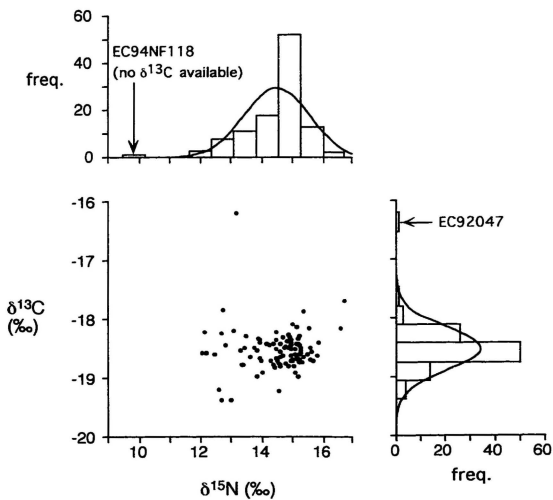 60
40
20
0
freq.
EC94NF118
(no δ¹³C available)
-16
-17
-18
-19
-20
δ¹³C
(‰)
10 12 14 16
δ¹⁵N (‰)
EC92047
0 20 40 60
freq.